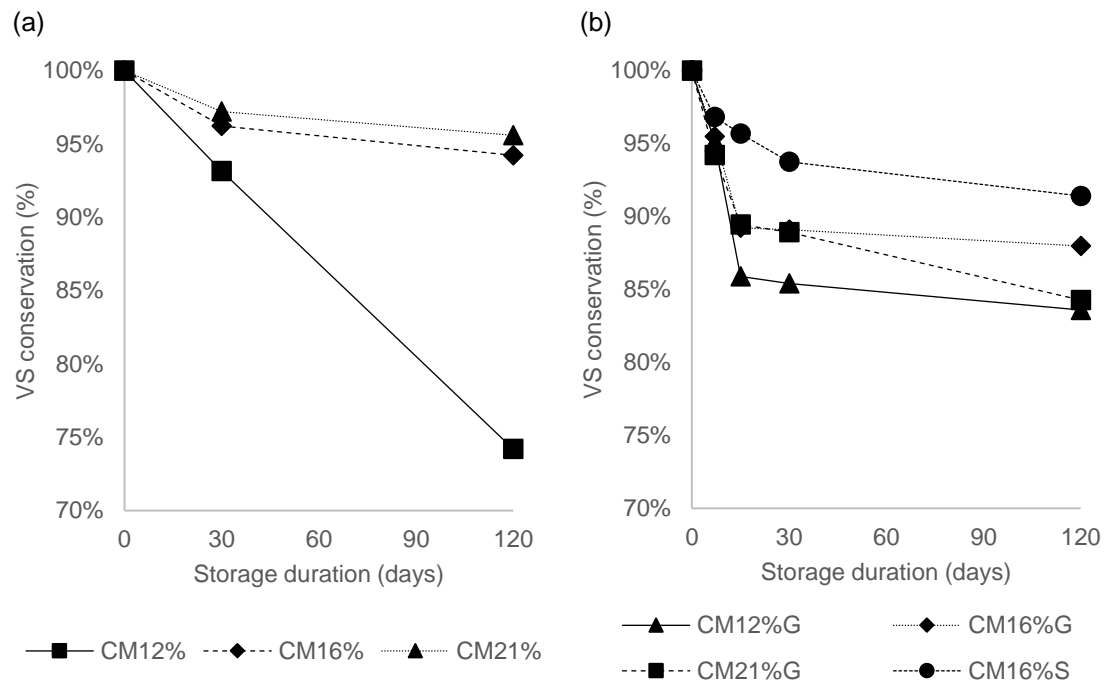 (a)
100%
95%
90%
85%
80%
75%
70%
VS conservation (%)
0 30 60 90 120
Storage duration (days)
CM12% CM16% CM21%
(b)
100%
95%
90%
85%
80%
75%
70%
VS conservation (%)
0 30 60 90 120
Storage duration (days)
CM12%G CM16%G
CM21%G CM16%S